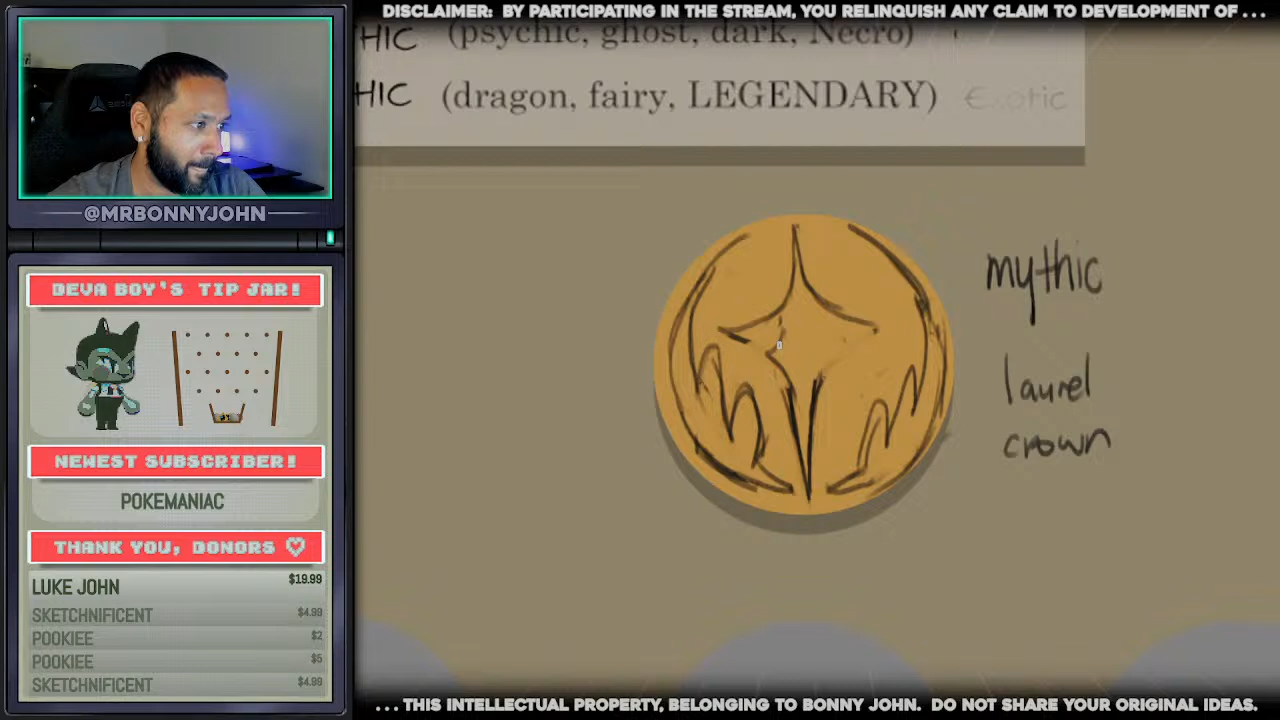 DISCLAIMER: BY PARTICIPATING IN THE STREAM, YOU RELINQUISH ANY CLAIM TO DEVELOPMENT OF . . .
HIC (psychic, ghost, dark, Necro)
HIC (dragon, fairy, LEGENDARY) Exotic
@MRBONNYJOHN
DEVA BOY'S TIP JAR!
NEWEST SUBSCRIBER!
POKEMANIAC
THANK YOU, DONORS
LUKE JOHN $19.99
SKETCHNIFICENT $4.99
POOKIEE $2
POOKIEE $5
SKETCHNIFICENT $4.99
mythic
laurel
crown
. . . THIS INTELLECTUAL PROPERTY, BELONGING TO BONNY JOHN. DO NOT SHARE YOUR ORIGINAL IDEAS.